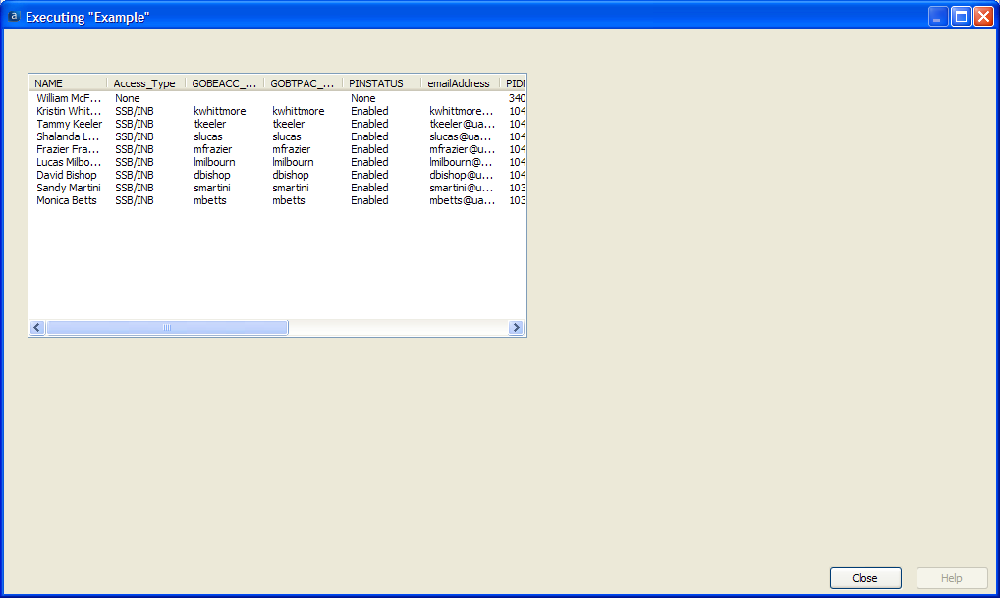 a Executing "Example"
NAME Access_Type GOBEACC_... GOBTPAC_... PINSTATUS emailAddress PID
William McF... None None 340
Kristin Whit... SSB/INB kwhittmore kwhittmore Enabled kwhittmore... 104
Tammy Keeler SSB/INB tkeeler tkeeler Enabled tkeeler@ua... 104
Shalanda L... SSB/INB slucas slucas Enabled slucas@ua... 104
Frazier Fra... SSB/INB mfrazier mfrazier Enabled mfrazier@u... 104
Lucas Milbo... SSB/INB lmilbourn lmilbourn Enabled lmilbourn@... 104
David Bishop SSB/INB dbishop dbishop Enabled dbishop@u... 104
Sandy Martini SSB/INB smartini smartini Enabled smartini@u... 103
Monica Betts SSB/INB mbetts mbetts Enabled mbetts@ua... 103
Close Help